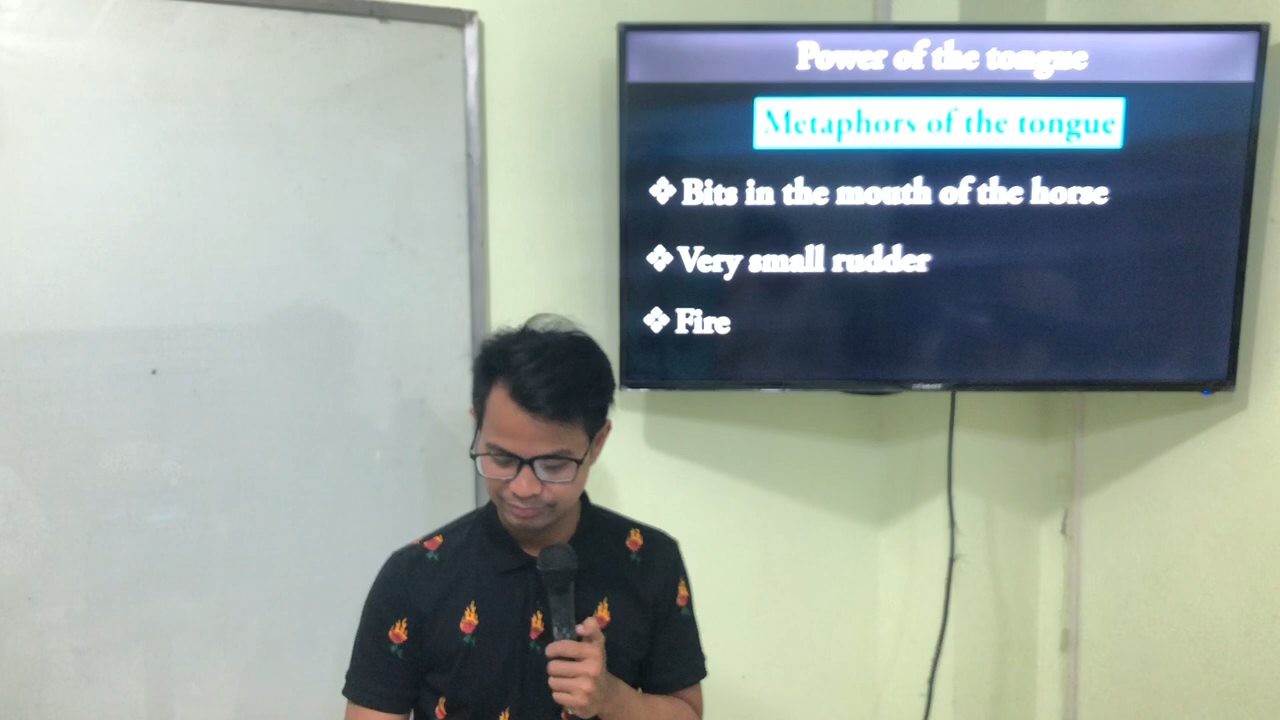 Power of the tongue
Metaphors of the tongue
❖ Bits in the mouth of the horse
❖ Very small rudder
❖ Fire